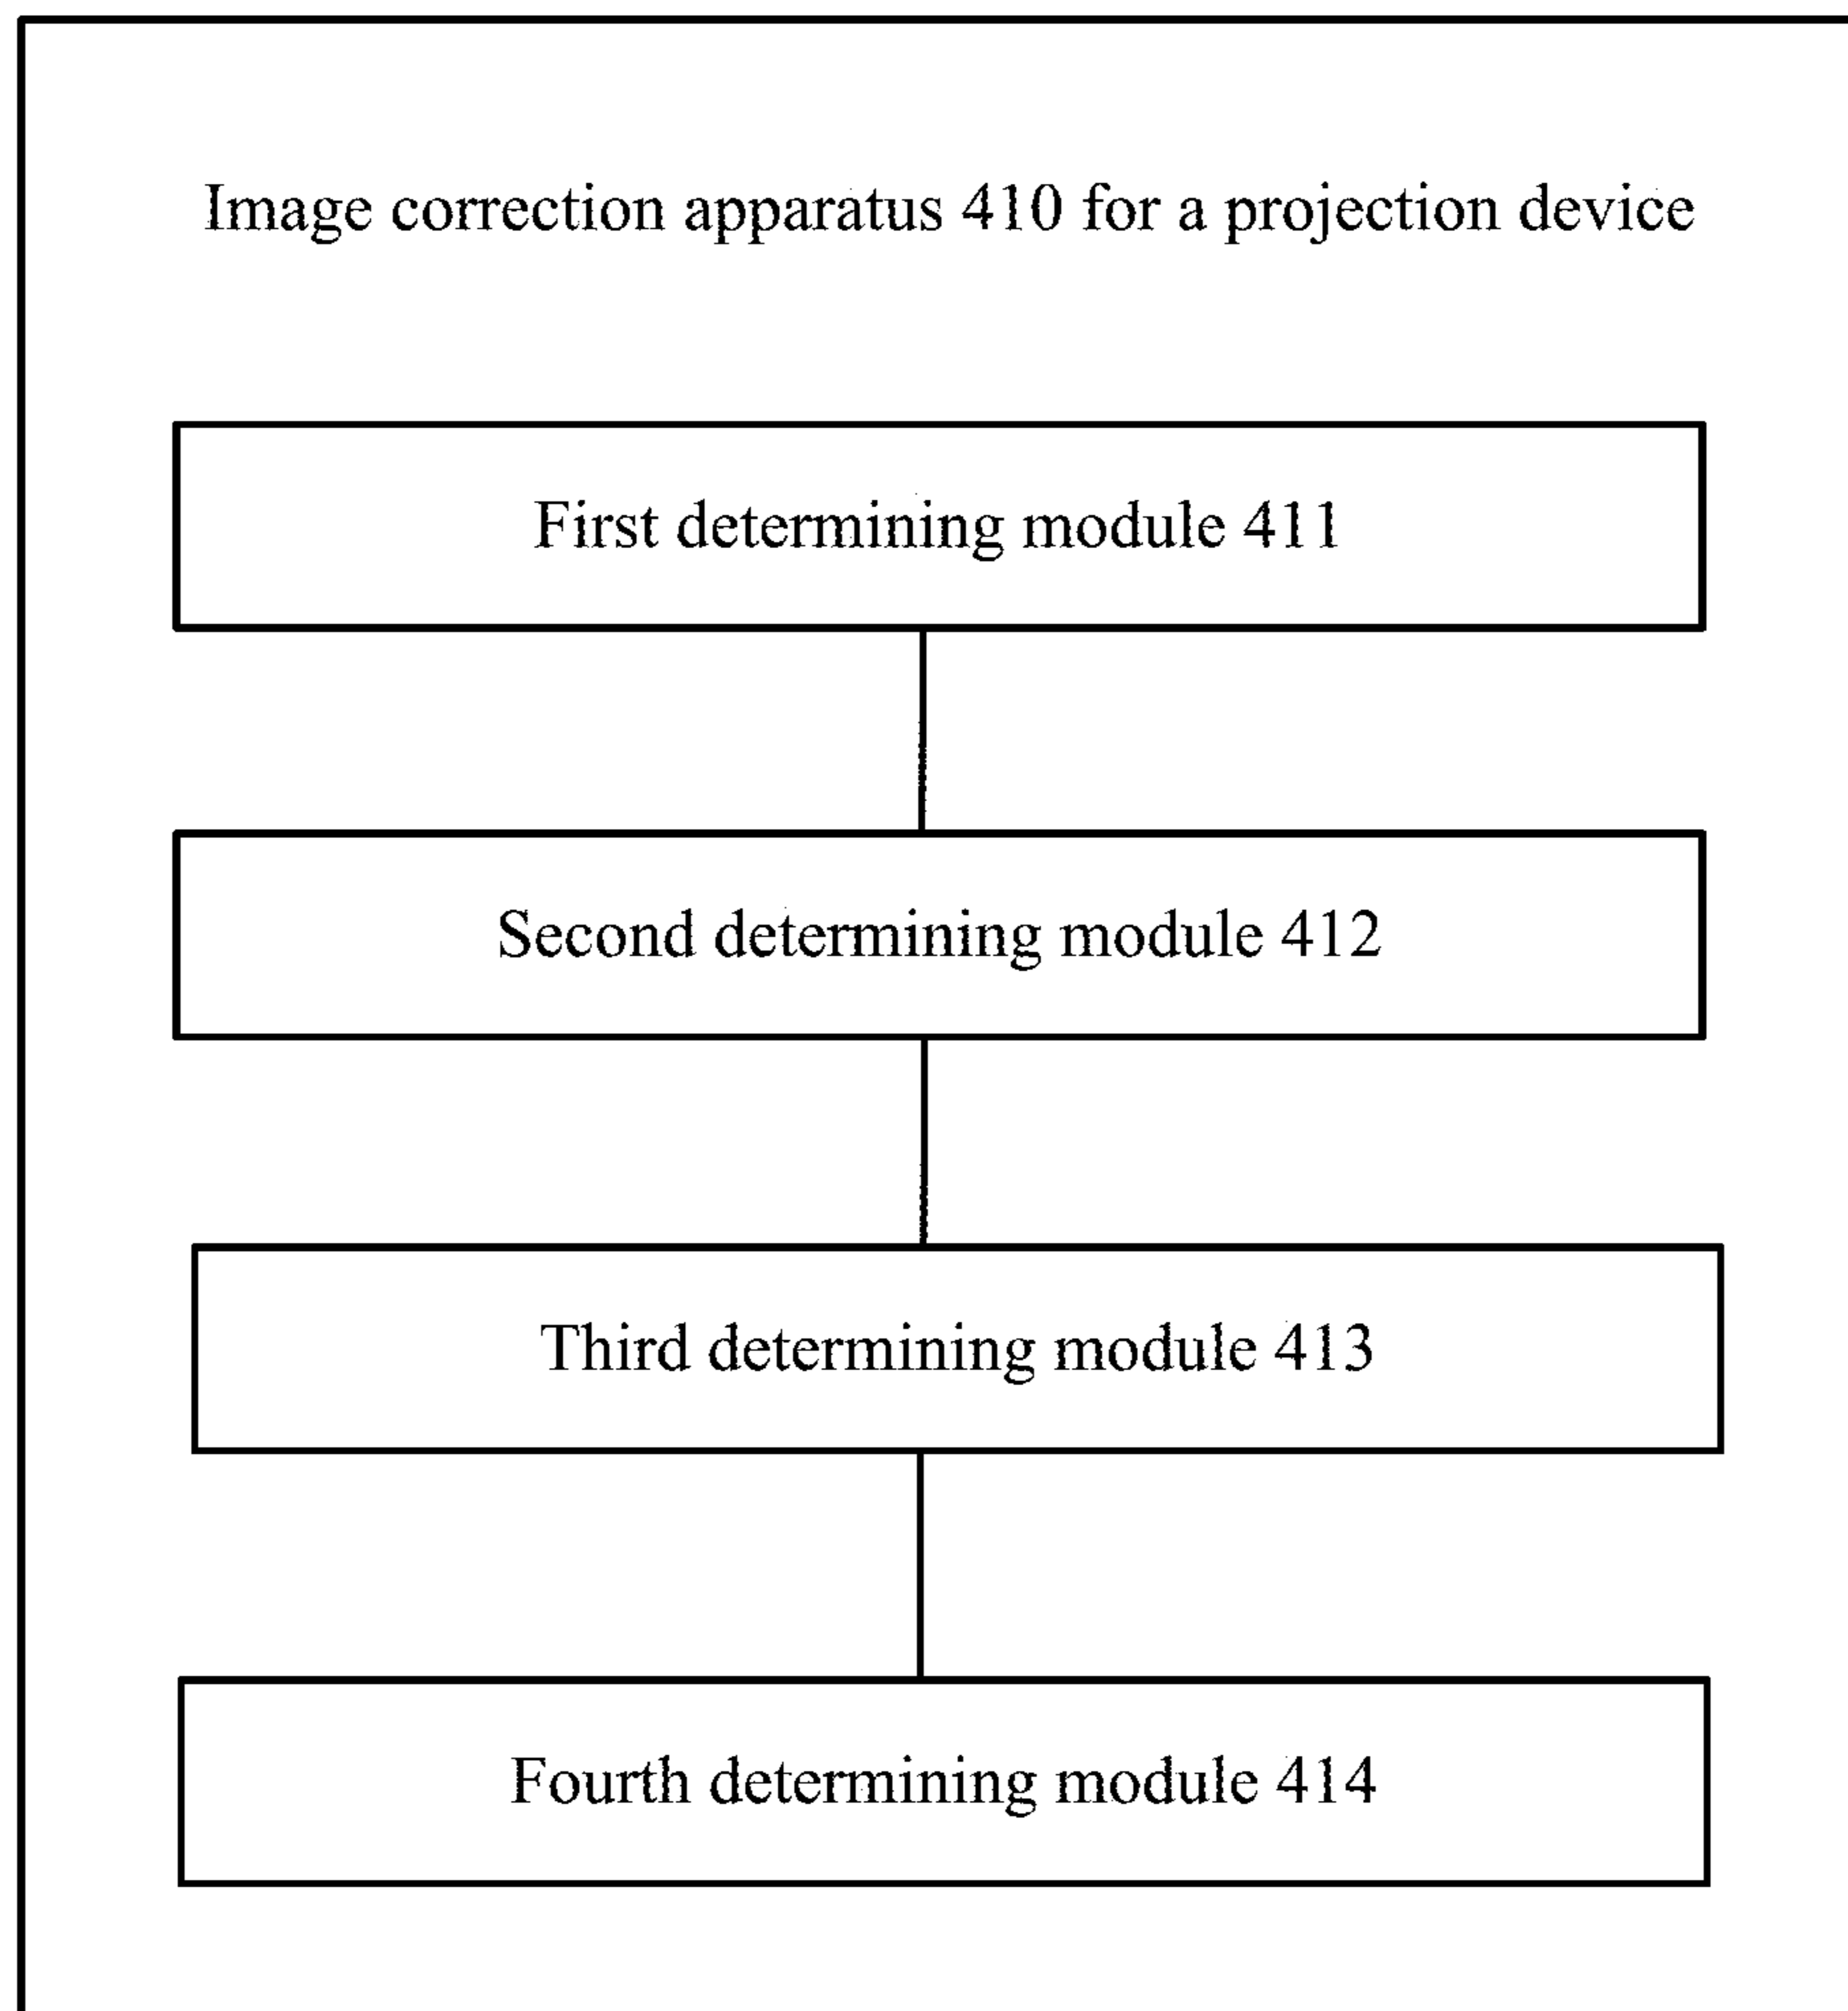 Image correction apparatus 410 for a projection device
First determining module 411
Second determining module 412
Third determining module 413
Fourth determining module 414